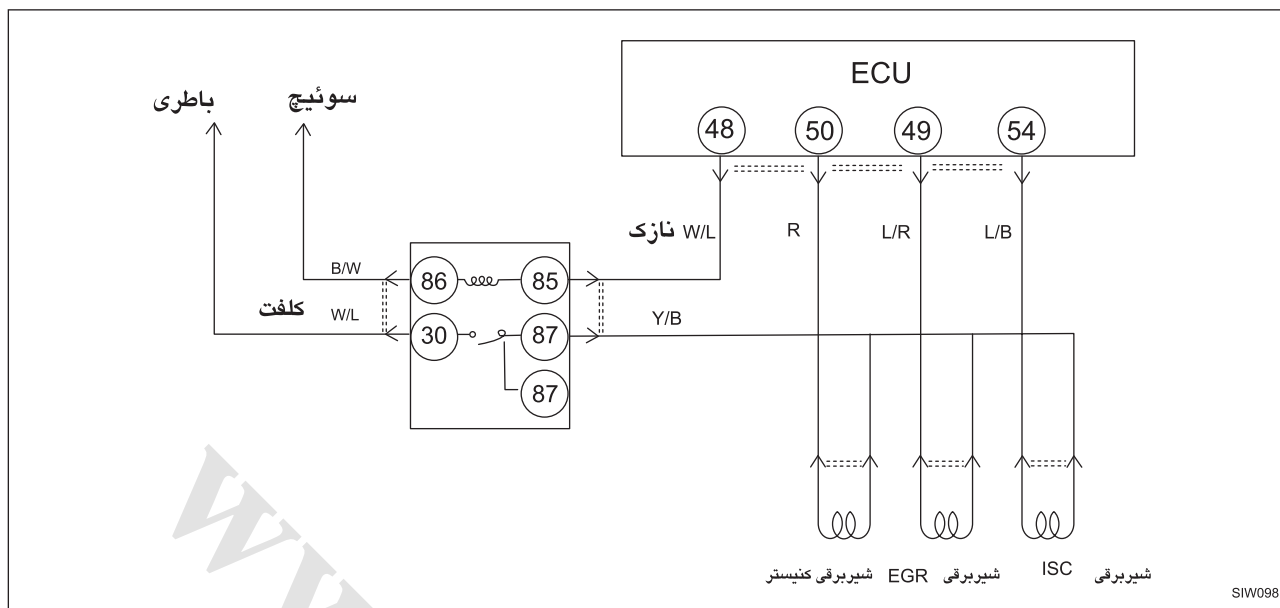 ECU
باطری
سوئیچ
48 50 49 54
نازک W/L R L/R L/B
B/W
86 85
کلفت W/L
Y/B
30 87
87
شیربرقی کنیستر
شیربرقی EGR
شیربرقی ISC
SIW098